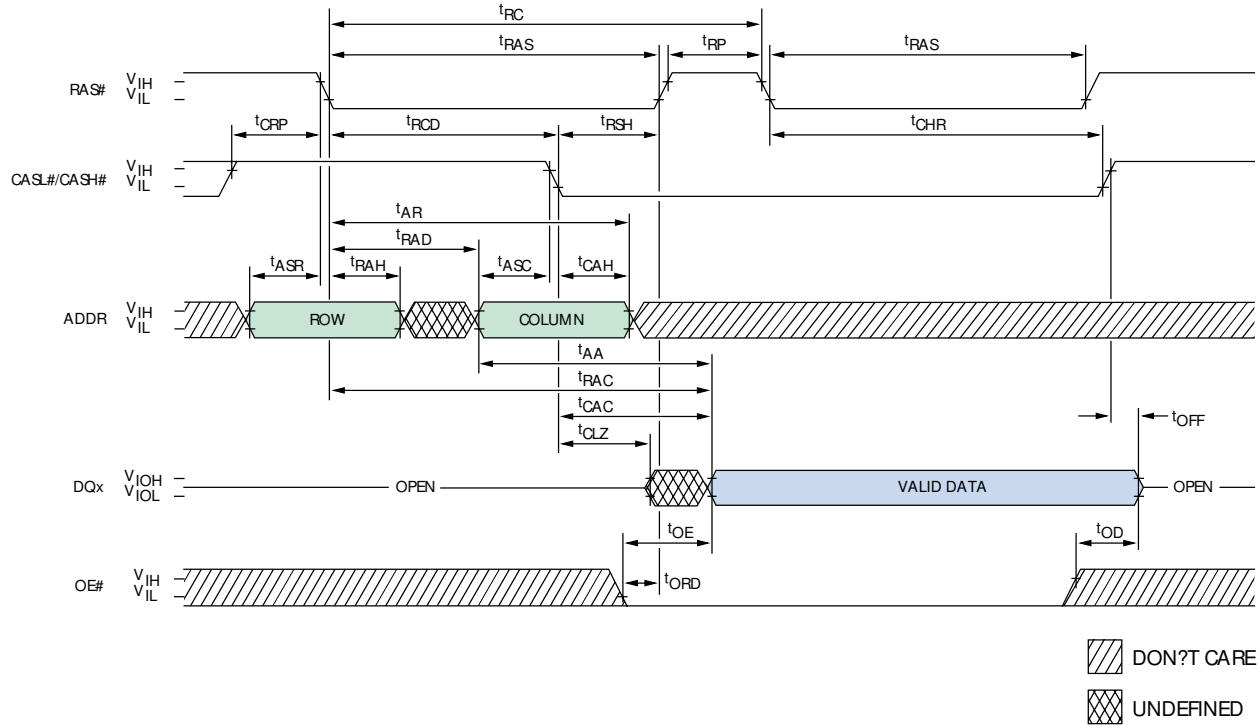 tRC
tRAS
tRP
tRAS
RAS#
VIH
VIL
tCRP
tRCD
tRSH
tCHR
CASL#/CASH#
VIH
VIL
tAR
tRAD
tASR
tRAH
tASC
tCAH
ADDR
VIH
VIL
ROW
COLUMN
tAA
tRAC
tCAC
tOFF
tCLZ
DQx
VIOH
VIOL
OPEN
VALID DATA
OPEN
tOE
tOD
tORD
OE#
VIH
VIL
DON?T CARE
UNDEFINED